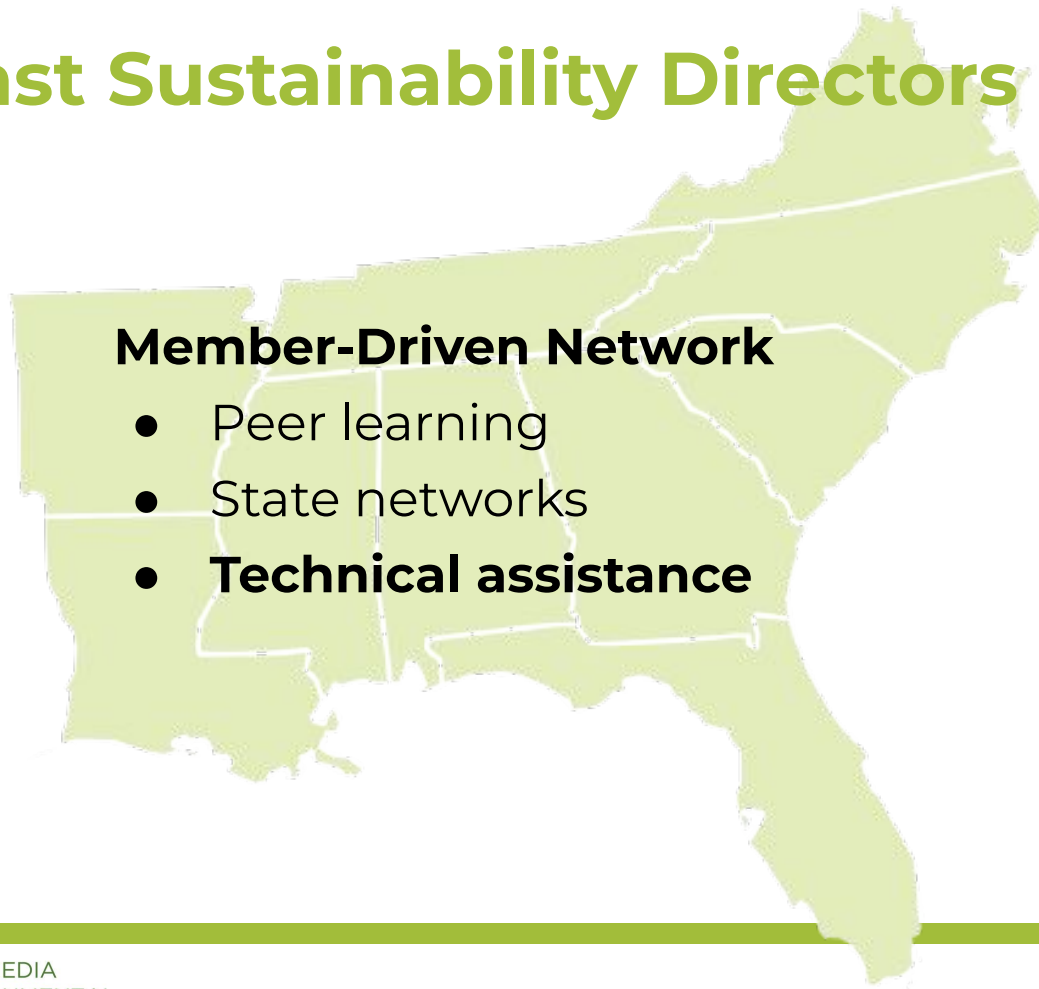 ast Sustainability Directors
Member-Driven Network
● Peer learning
● State networks
● Technical assistance
EDIA